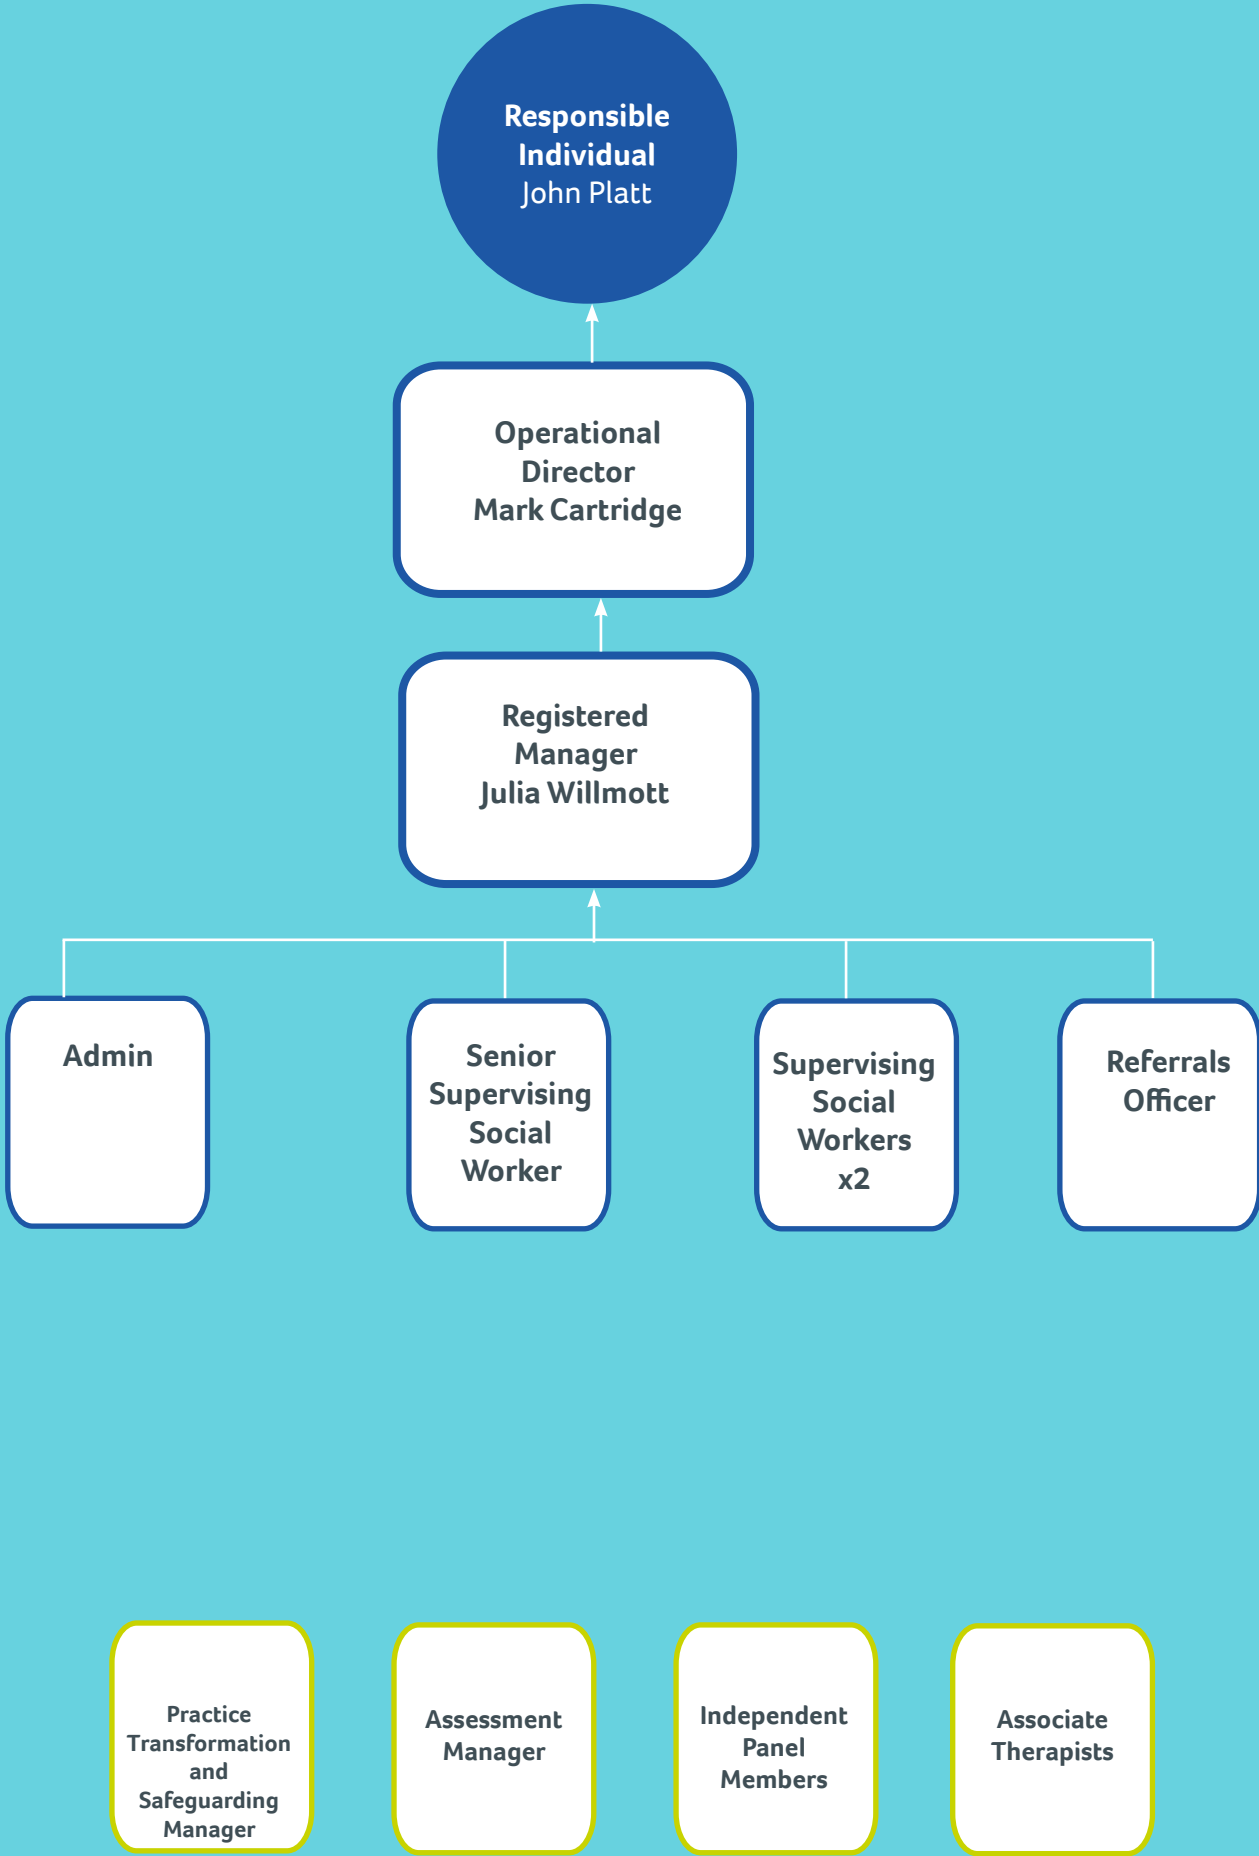 Responsible
Individual
John Platt
Operational
Director
Mark Cartridge
Registered
Manager
Julia Willmott
Admin
Senior
Supervising
Social
Worker
Supervising
Social
Workers
x2
Referrals
Officer
Practice
Transformation
and
Safeguarding
Manager
Assessment
Manager
Independent
Panel
Members
Associate
Therapists